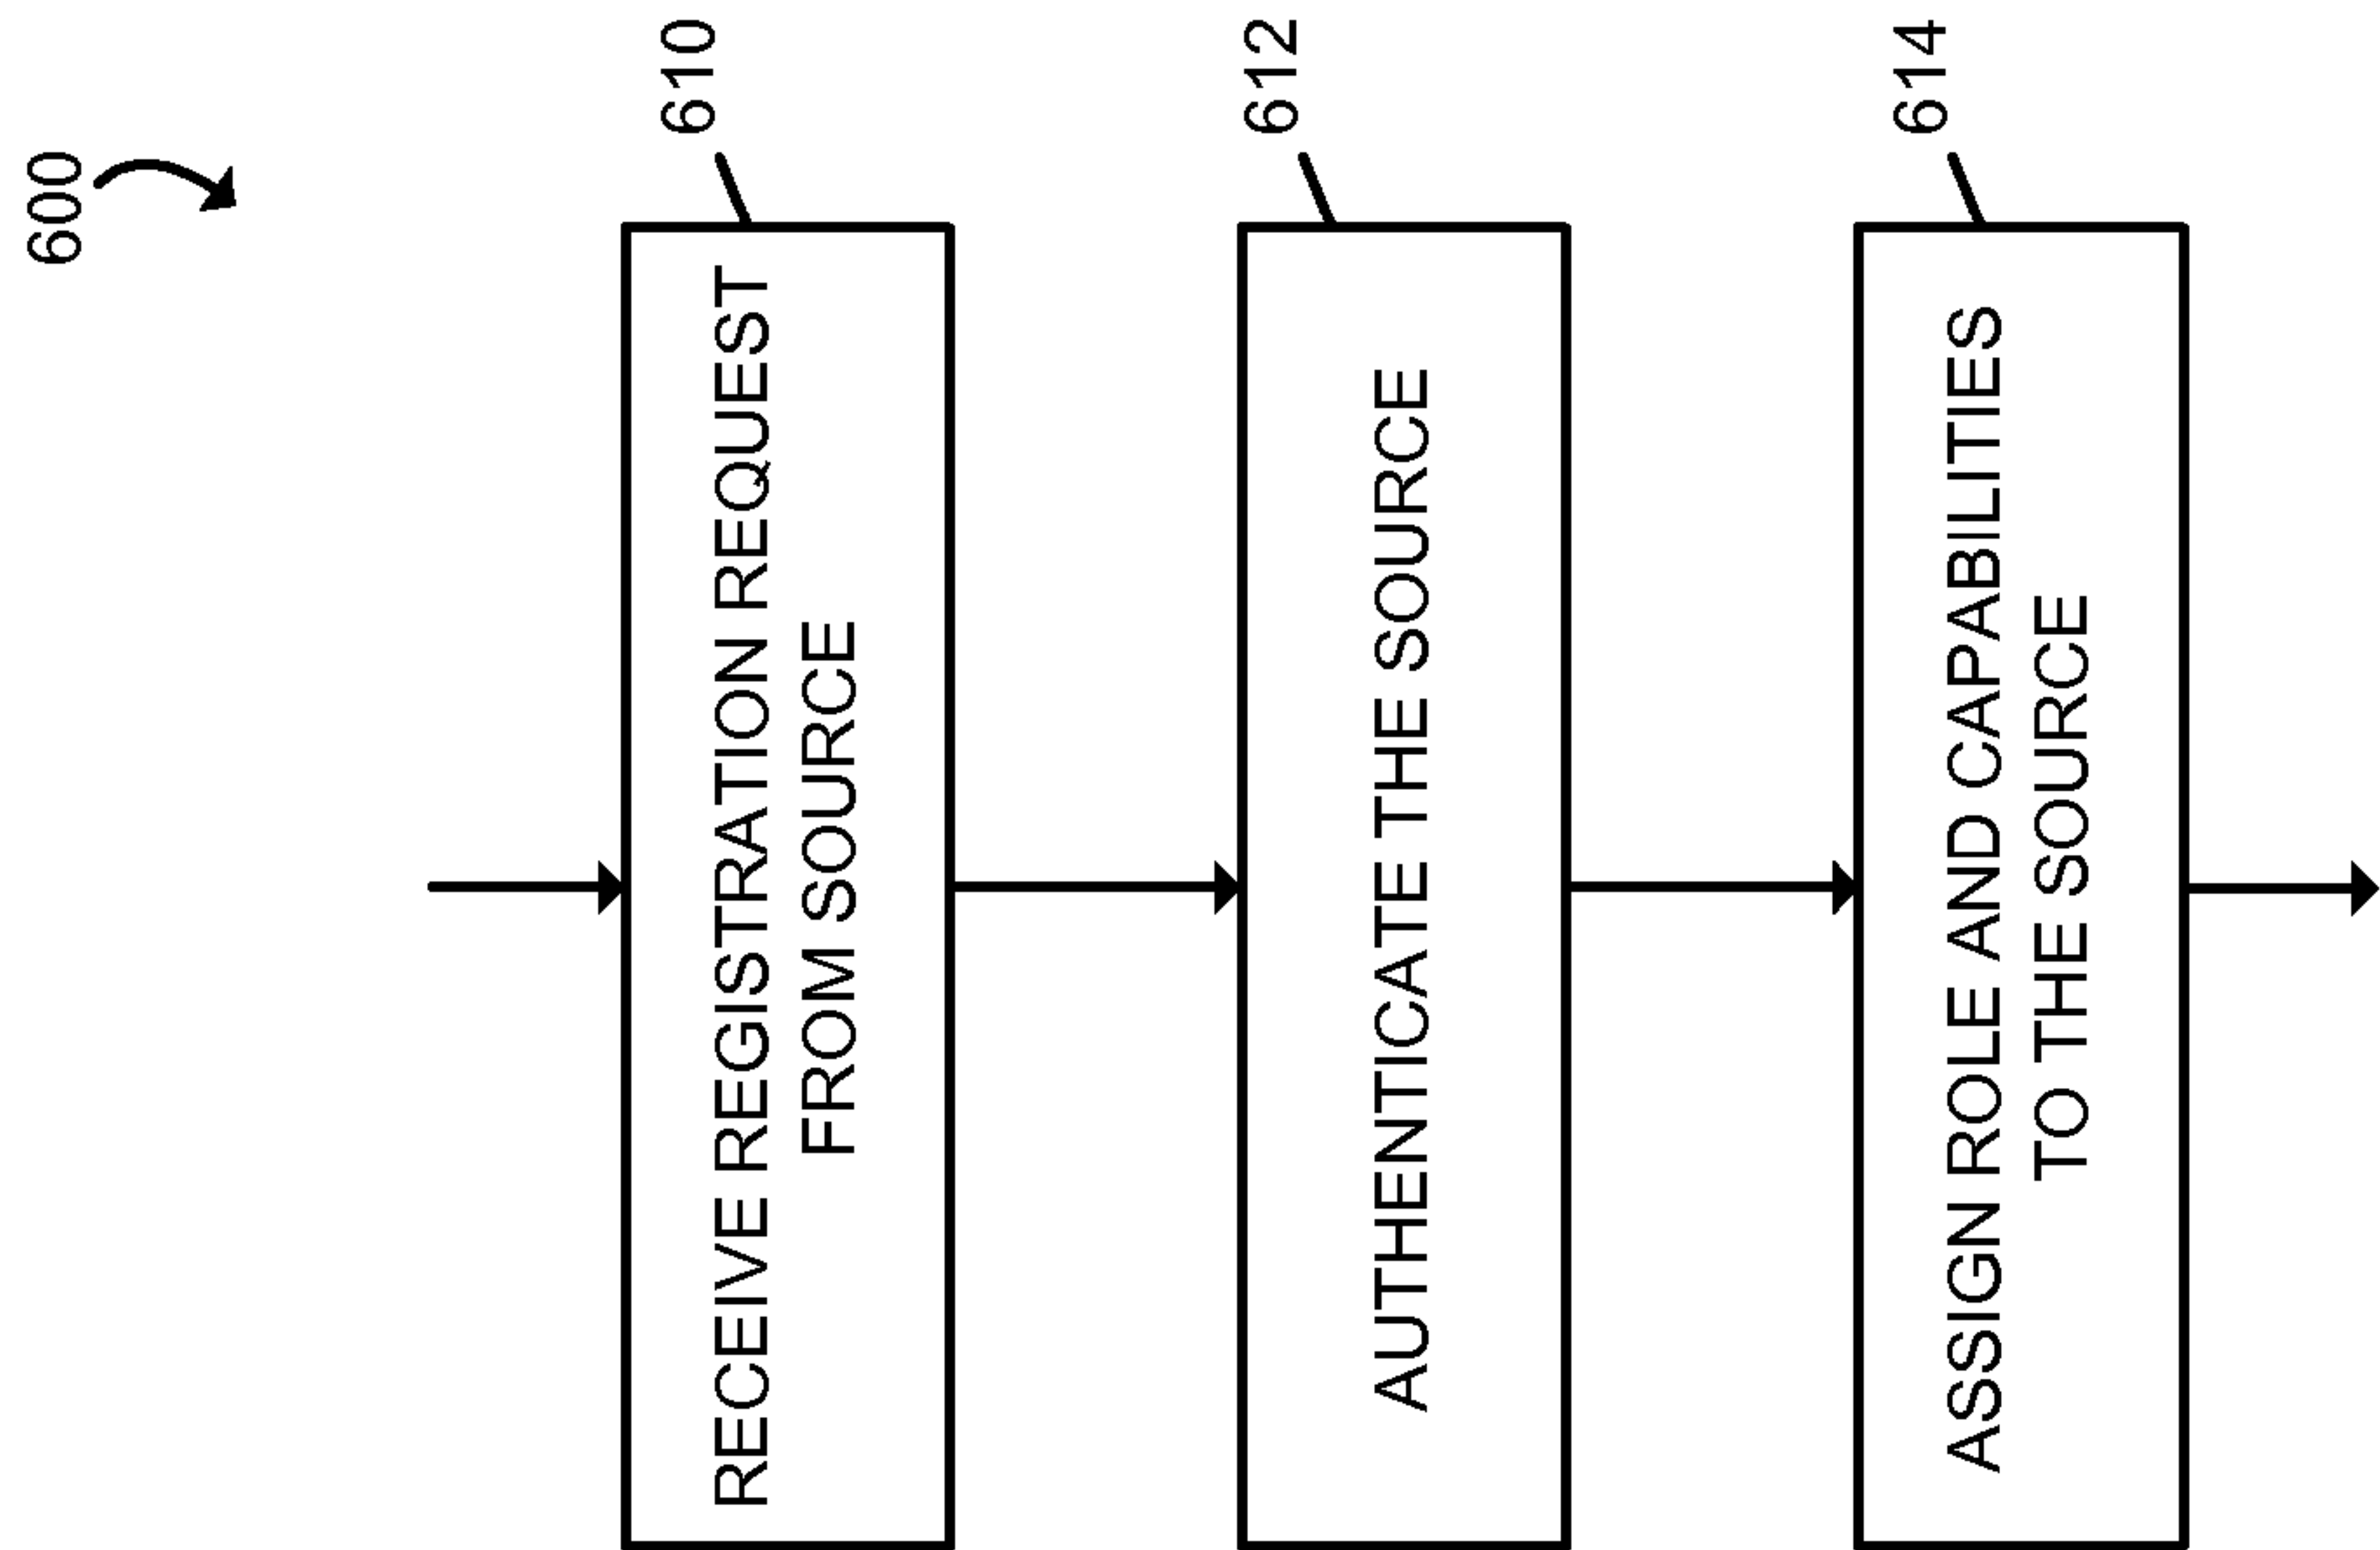 600
610
RECEIVE REGISTRATION REQUEST
FROM SOURCE
612
AUTHENTICATE THE SOURCE
614
ASSIGN ROLE AND CAPABILITIES
TO THE SOURCE